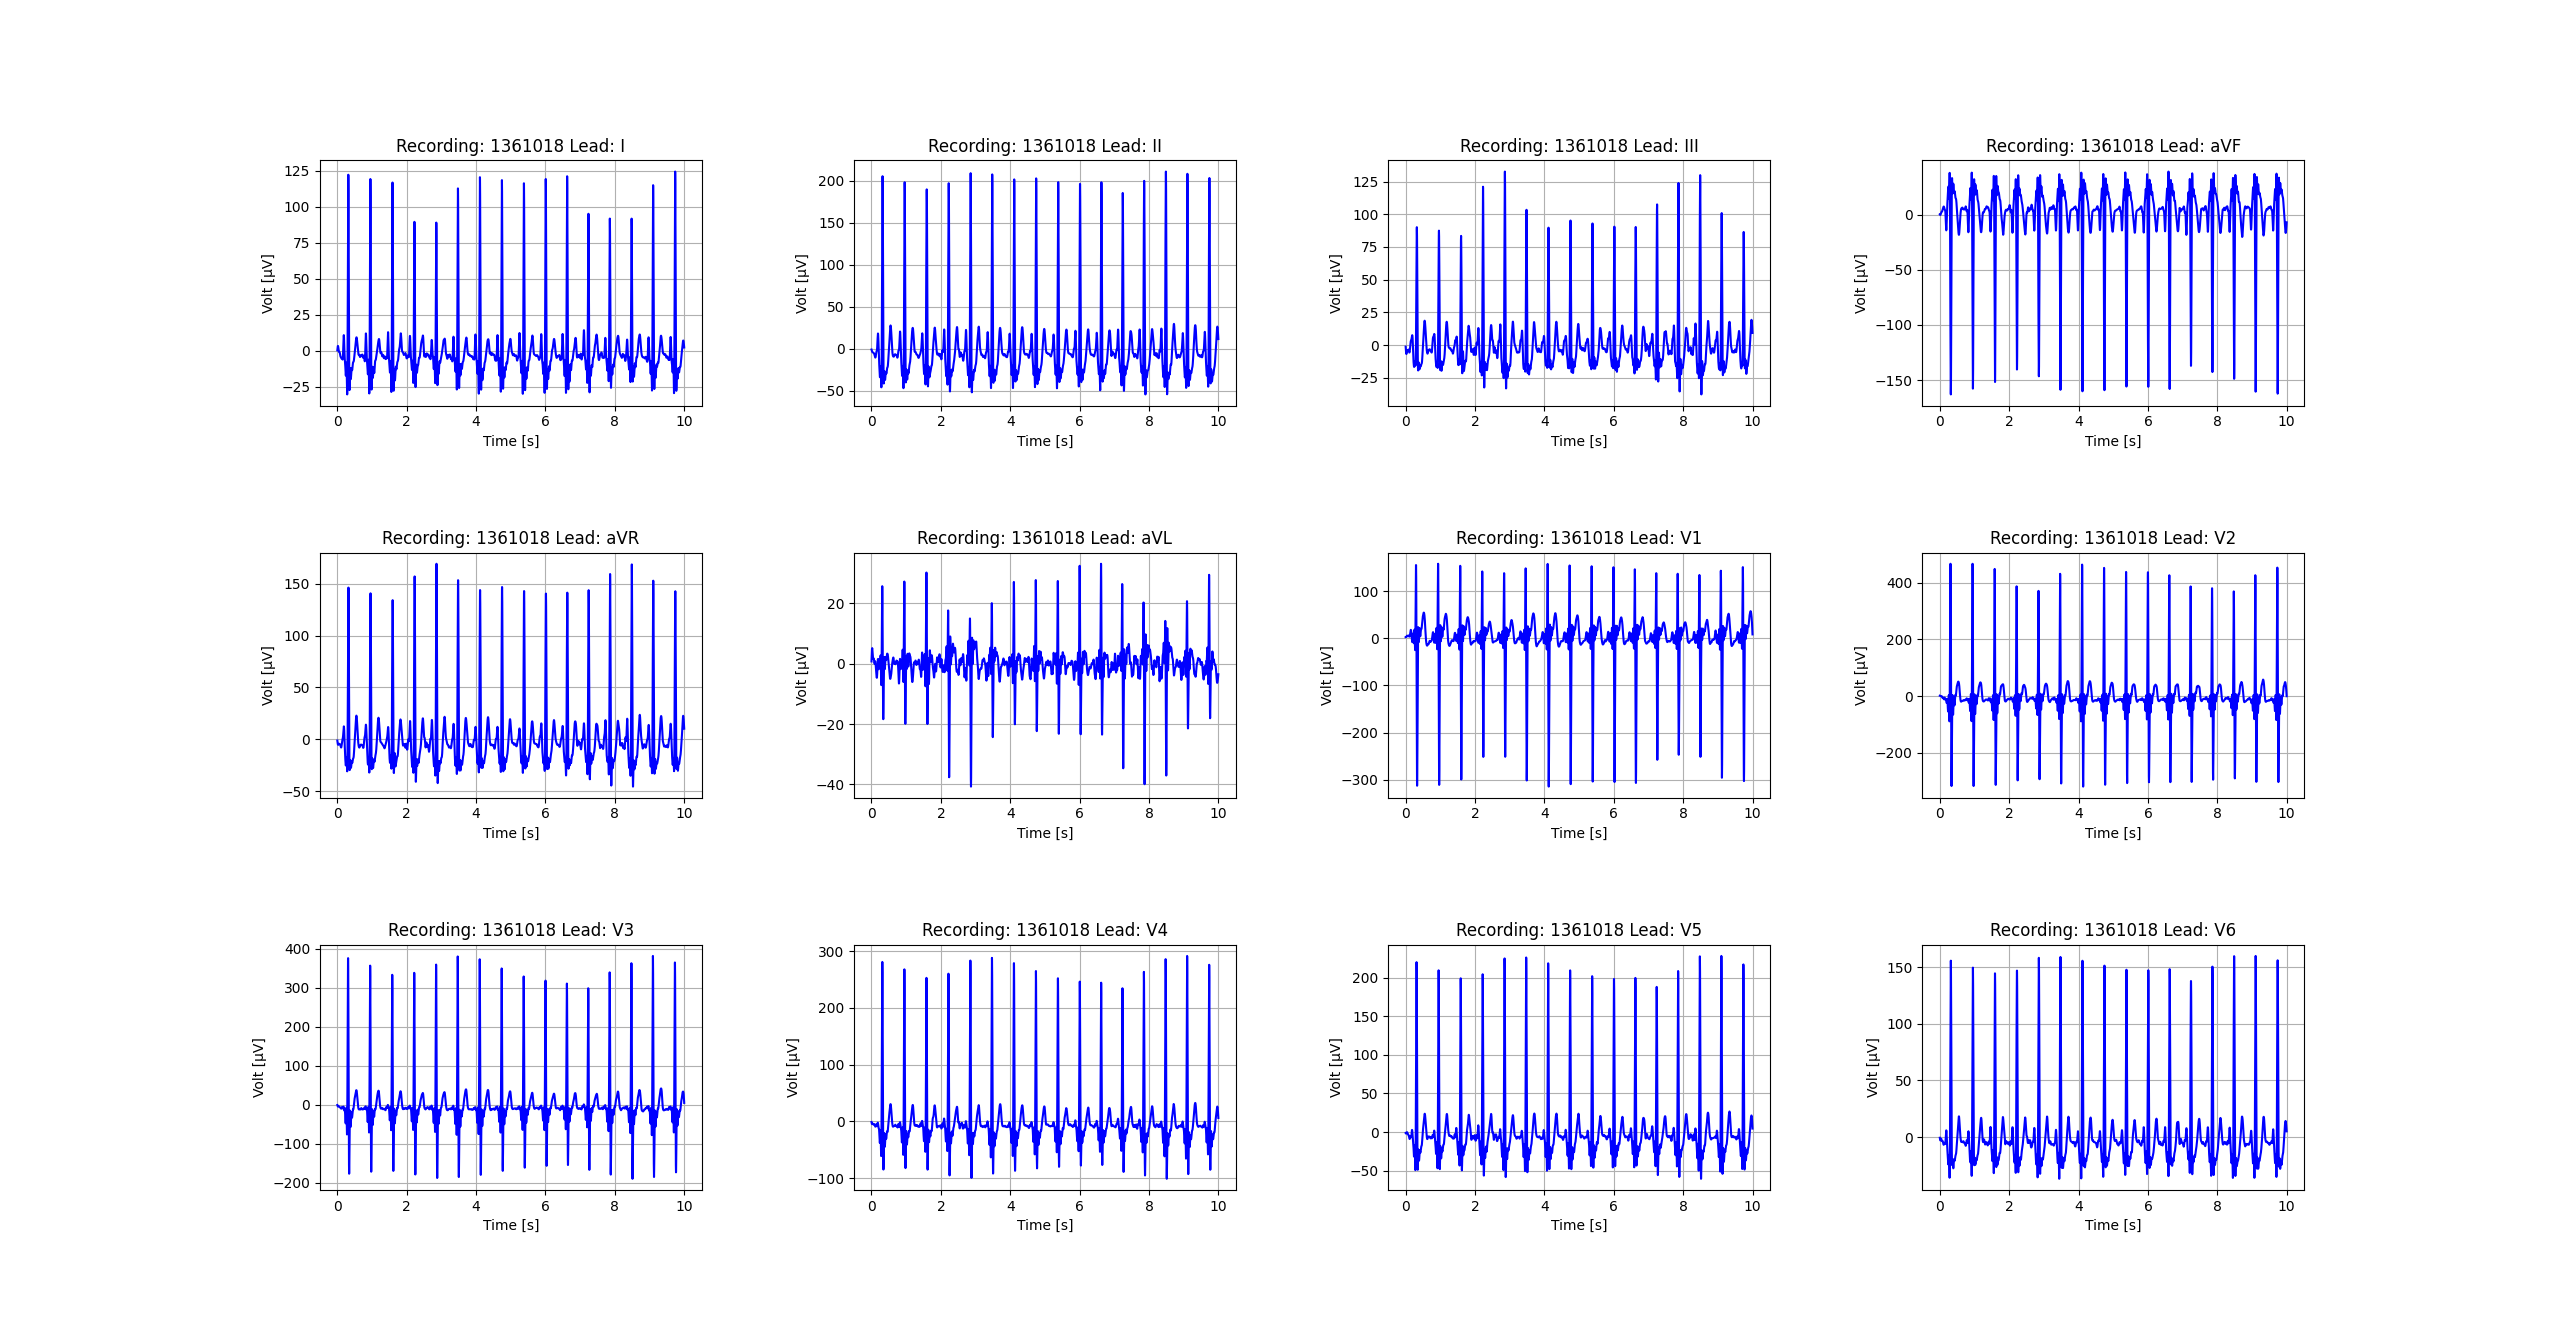 Recording: 1361018 Lead: I
125
100
75
50
25
0
−25
Volt [µV]
0 2 4 6 8 10
Time [s]
Recording: 1361018 Lead: II
200
150
100
50
0
−50
Volt [µV]
0 2 4 6 8 10
Time [s]
Recording: 1361018 Lead: III
125
100
75
50
25
0
−25
Volt [µV]
0 2 4 6 8 10
Time [s]
Recording: 1361018 Lead: aVF
0
−50
−100
−150
Volt [µV]
0 2 4 6 8 10
Time [s]
Recording: 1361018 Lead: aVR
150
100
50
0
−50
Volt [µV]
0 2 4 6 8 10
Time [s]
Recording: 1361018 Lead: aVL
20
0
−20
−40
Volt [µV]
0 2 4 6 8 10
Time [s]
Recording: 1361018 Lead: V1
100
0
−100
−200
−300
Volt [µV]
0 2 4 6 8 10
Time [s]
Recording: 1361018 Lead: V2
400
200
0
−200
Volt [µV]
0 2 4 6 8 10
Time [s]
Recording: 1361018 Lead: V3
400
300
200
100
0
−100
−200
Volt [µV]
0 2 4 6 8 10
Time [s]
Recording: 1361018 Lead: V4
300
200
100
0
−100
Volt [µV]
0 2 4 6 8 10
Time [s]
Recording: 1361018 Lead: V5
200
150
100
50
0
−50
Volt [µV]
0 2 4 6 8 10
Time [s]
Recording: 1361018 Lead: V6
150
100
50
0
Volt [µV]
0 2 4 6 8 10
Time [s]